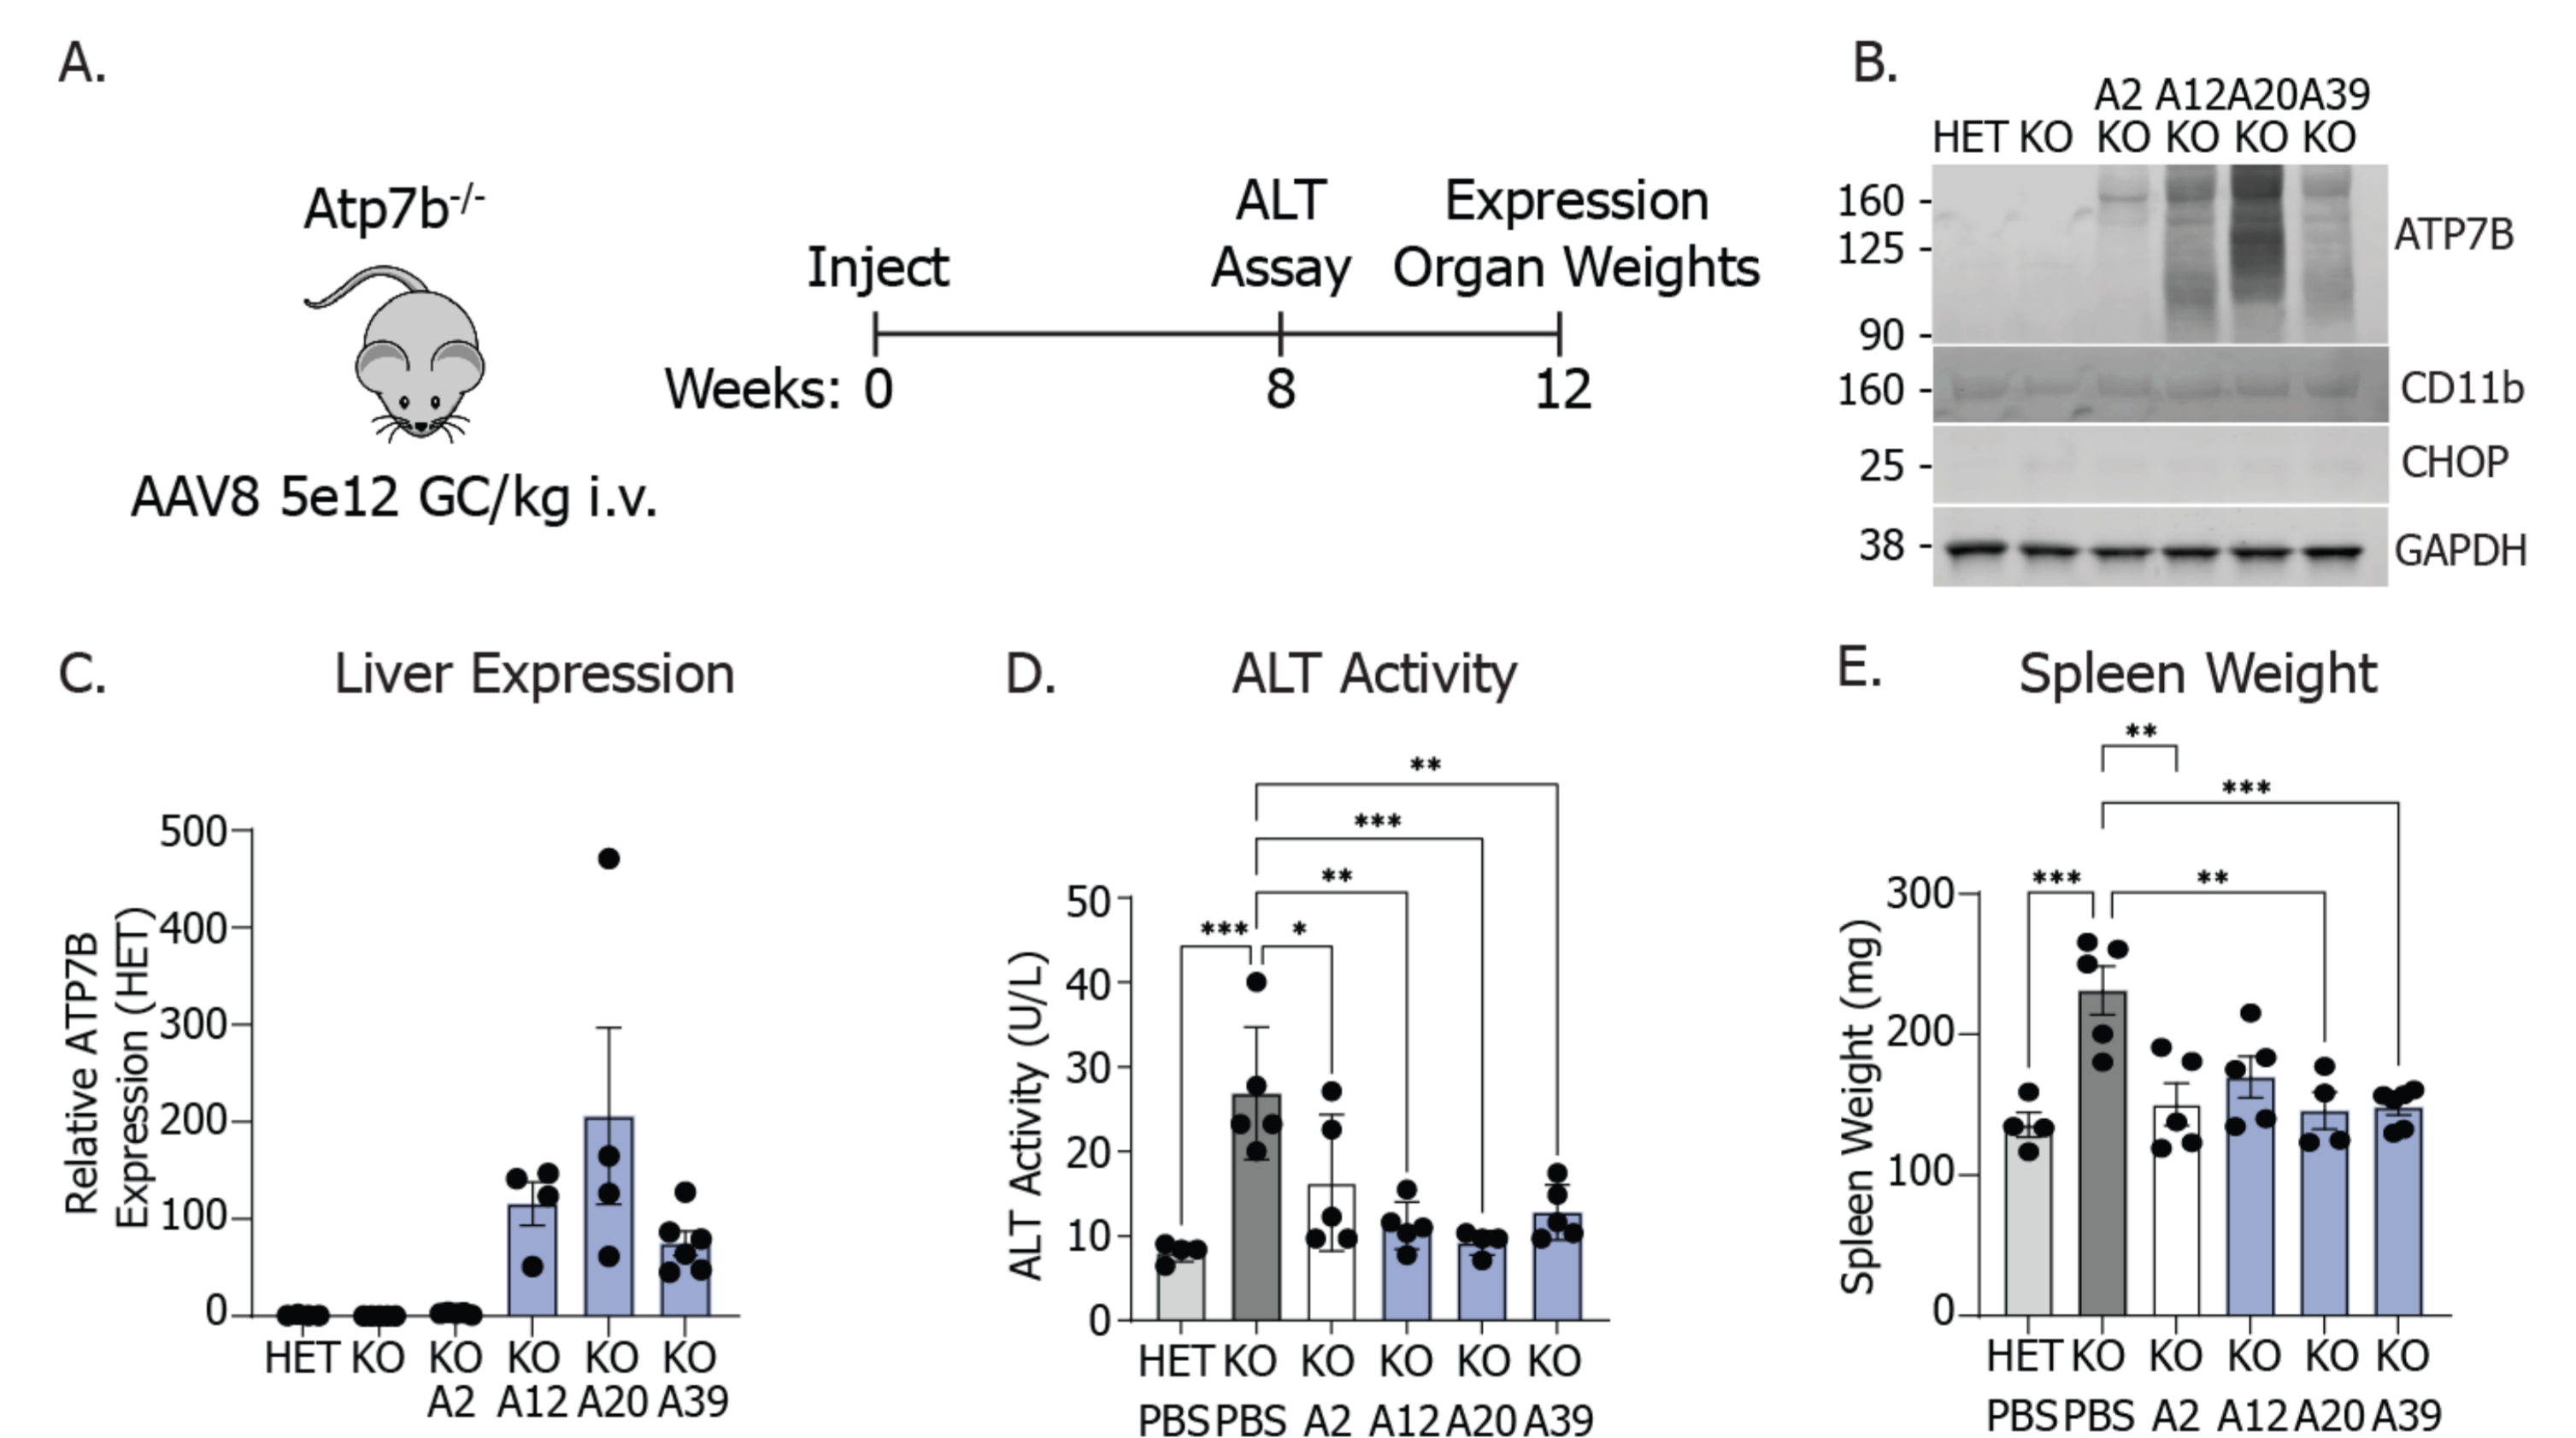 A.
Atp7b-/-
AAV8 5e12 GC/kg i.v.
Inject
ALT
Assay
Expression
Organ Weights
Weeks: 0
8
12
B.
A2 A12 A20 A39
HET KO KO KO KO KO
160 -
125 -
90 -
ATP7B
160 -
CD11b
25 -
CHOP
38 -
GAPDH
C.
Liver Expression
Relative ATP7B
Expression (HET)
500
400
300
200
100
0
HET KO KO KO KO KO
A2 A12 A20 A39
D.
ALT Activity
**
***
**
*** *
ALT Activity (U/L)
50
40
30
20
10
0
HET KO KO KO KO KO
PBS PBS A2 A12 A20 A39
E.
Spleen Weight
**
***
*** **
Spleen Weight (mg)
300
200
100
0
HET KO KO KO KO KO
PBS PBS A2 A12 A20 A39